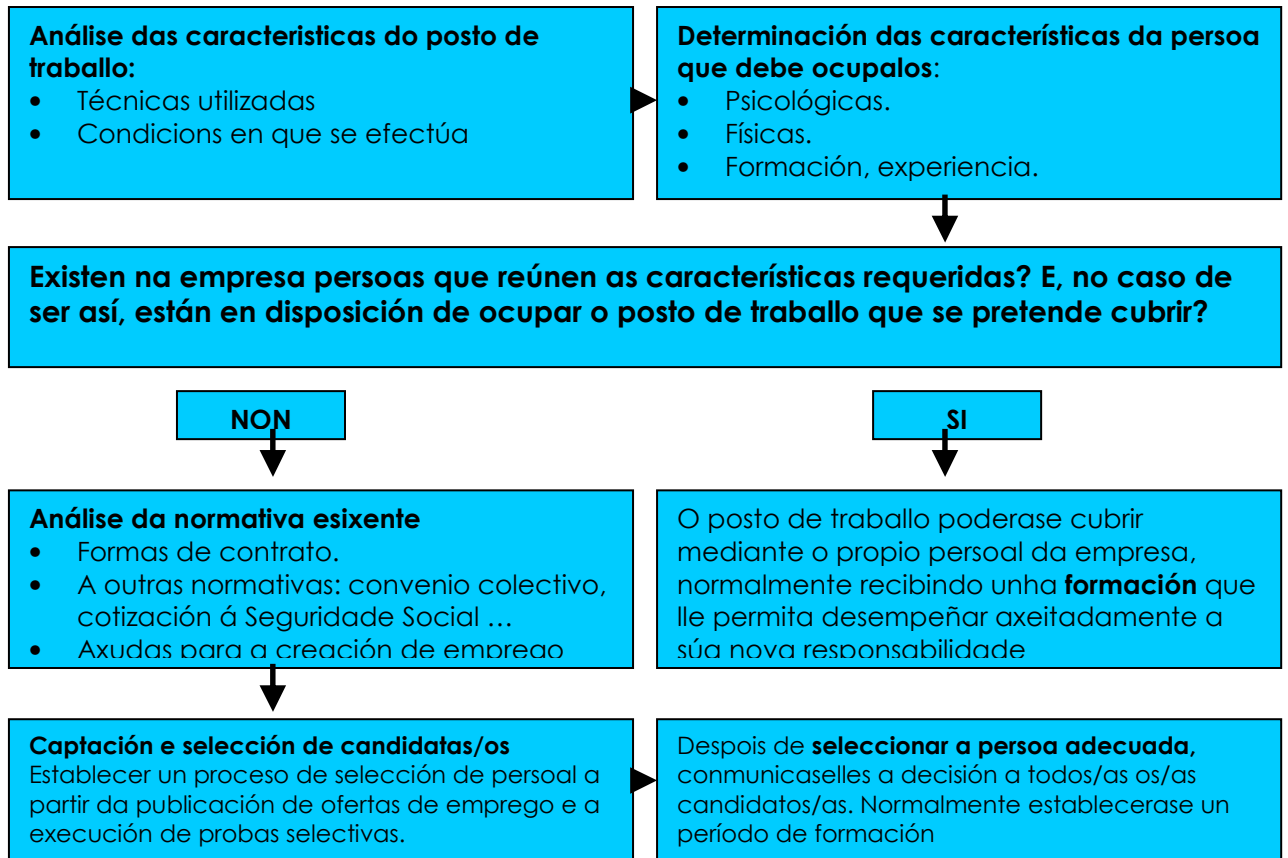 Análise das caracteristicas do posto de
traballo:
• Técnicas utilizadas
• Condicions en que se efectúa
Determinación das características da persoa
que debe ocupalos:
• Psicológicas.
• Físicas.
• Formación, experiencia.
Existen na empresa persoas que reúnen as características requeridas? E, no caso de
ser así, están en disposición de ocupar o posto de traballo que se pretende cubrir?
NON
SI
Análise da normativa esixente
• Formas de contrato.
• A outras normativas: convenio colectivo,
cotización á Seguridade Social …
• Axudas para a creación de emprego
O posto de traballo poderase cubrir
mediante o propio persoal da empresa,
normalmente recibindo unha formación que
lle permita desempeñar axeitadamente a
súa nova responsabilidade
Captación e selección de candidatas/os
Establecer un proceso de selección de persoal a
partir da publicación de ofertas de emprego e a
execución de probas selectivas.
Despois de seleccionar a persoa adecuada,
conmunicaselles a decisión a todos/as os/as
candidatos/as. Normalmente establecerase un
período de formación